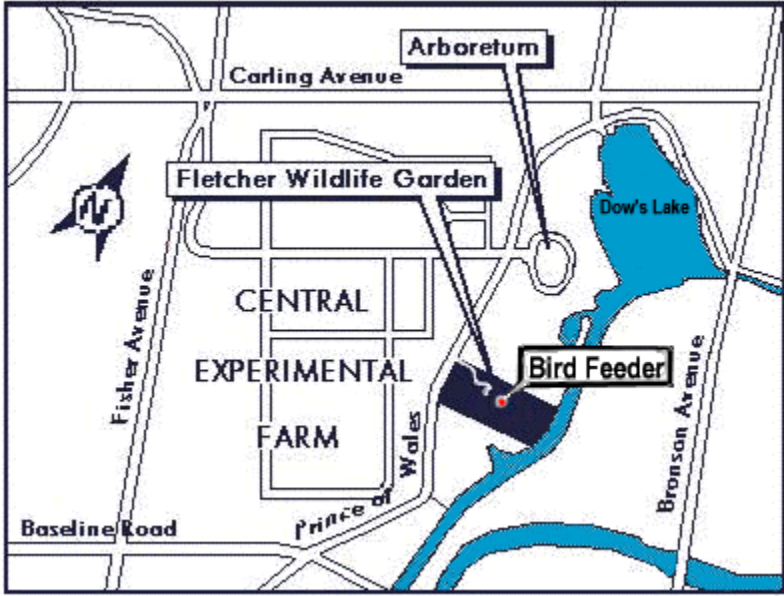 Arboretum
Carling Avenue
Fletcher Wildlife Garden
N
Dow's Lake
CENTRAL
EXPERIMENTAL
FARM
Bird Feeder
Fisher Avenue
Bronson Avenue
Prince of Wales
Baseline Road